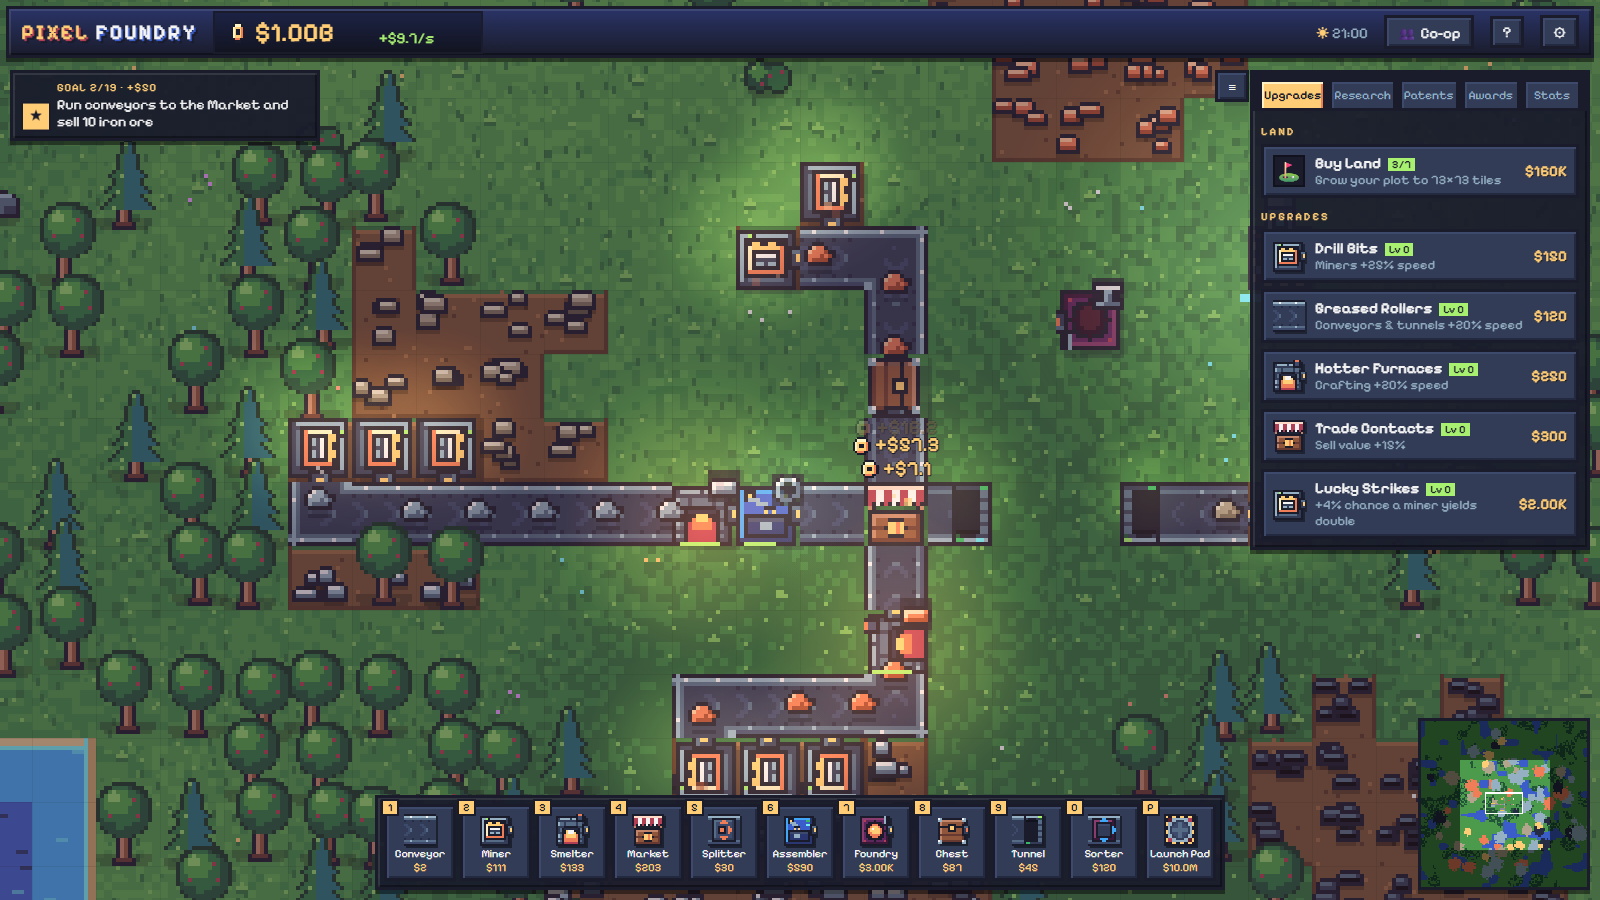 PIXEL FOUNDRY
$1.00B
+$9.7/s
21:00
Co-op
?
GOAL 2/19 · +$50
Run conveyors to the Market and
sell 10 iron ore
Upgrades
Research
Patents
Awards
Stats
LAND
Buy Land 3/7
Grow your plot to 73×73 tiles
$160K
UPGRADES
Drill Bits Lv 0
Miners +25% speed
$150
Greased Rollers Lv 0
Conveyors & tunnels +20% speed
$120
Hotter Furnaces Lv 0
Crafting +20% speed
$250
Trade Contacts Lv 0
Sell value +15%
$300
Lucky Strikes Lv 0
+4% chance a miner yields
double
$2.00K
+$57.3
+$7.1
1 2 3 4 5 6 7 8 9 0 P
Conveyor Miner Smelter Market Splitter Assembler Foundry Chest Tunnel Sorter Launch Pad
$2 $111 $133 $203 $30 $590 $3.00K $87 $45 $120 $10.0M